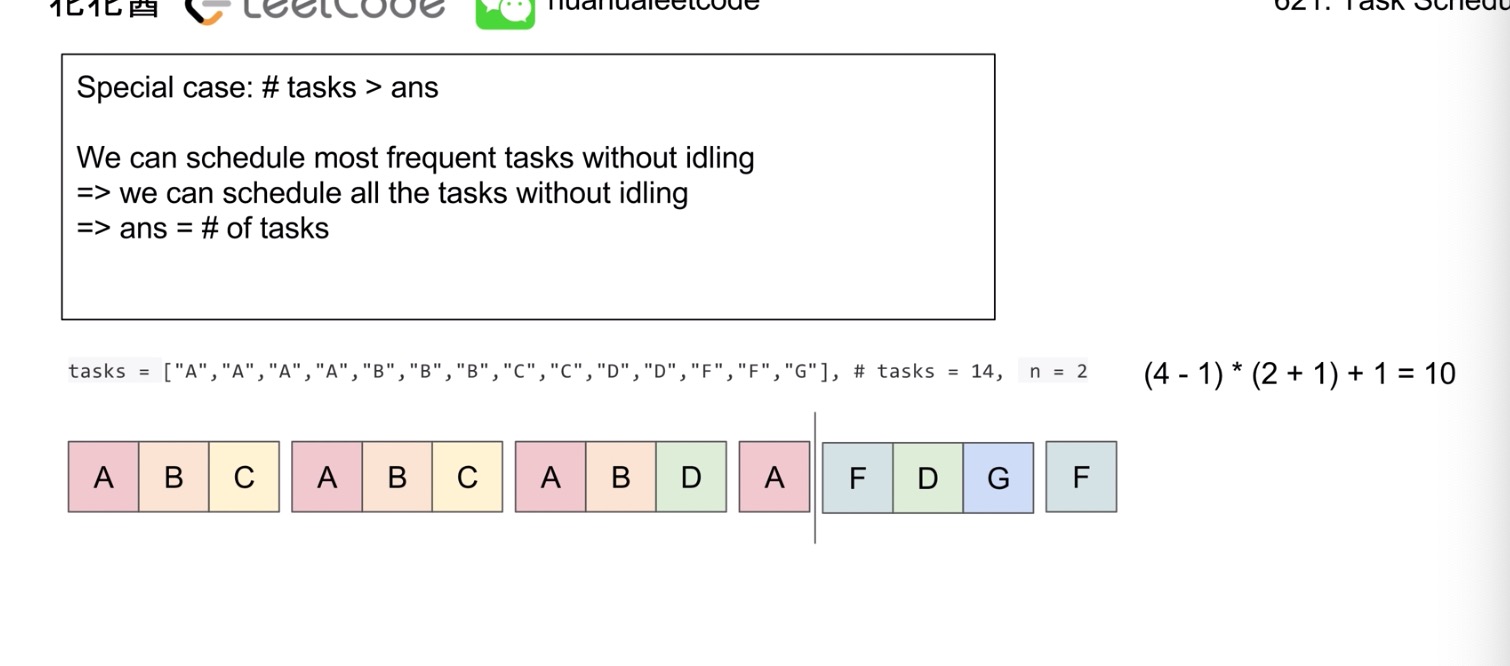 花花酱 LeetCode huahualeetcode 621. Task Schedu
Special case: # tasks > ans
We can schedule most frequent tasks without idling
=> we can schedule all the tasks without idling
=> ans = # of tasks
tasks = ["A","A","A","A","B","B","B","C","C","D","D","F","F","G"], # tasks = 14, n = 2 (4 - 1) * (2 + 1) + 1 = 10
A B C A B C A B D A F D G F